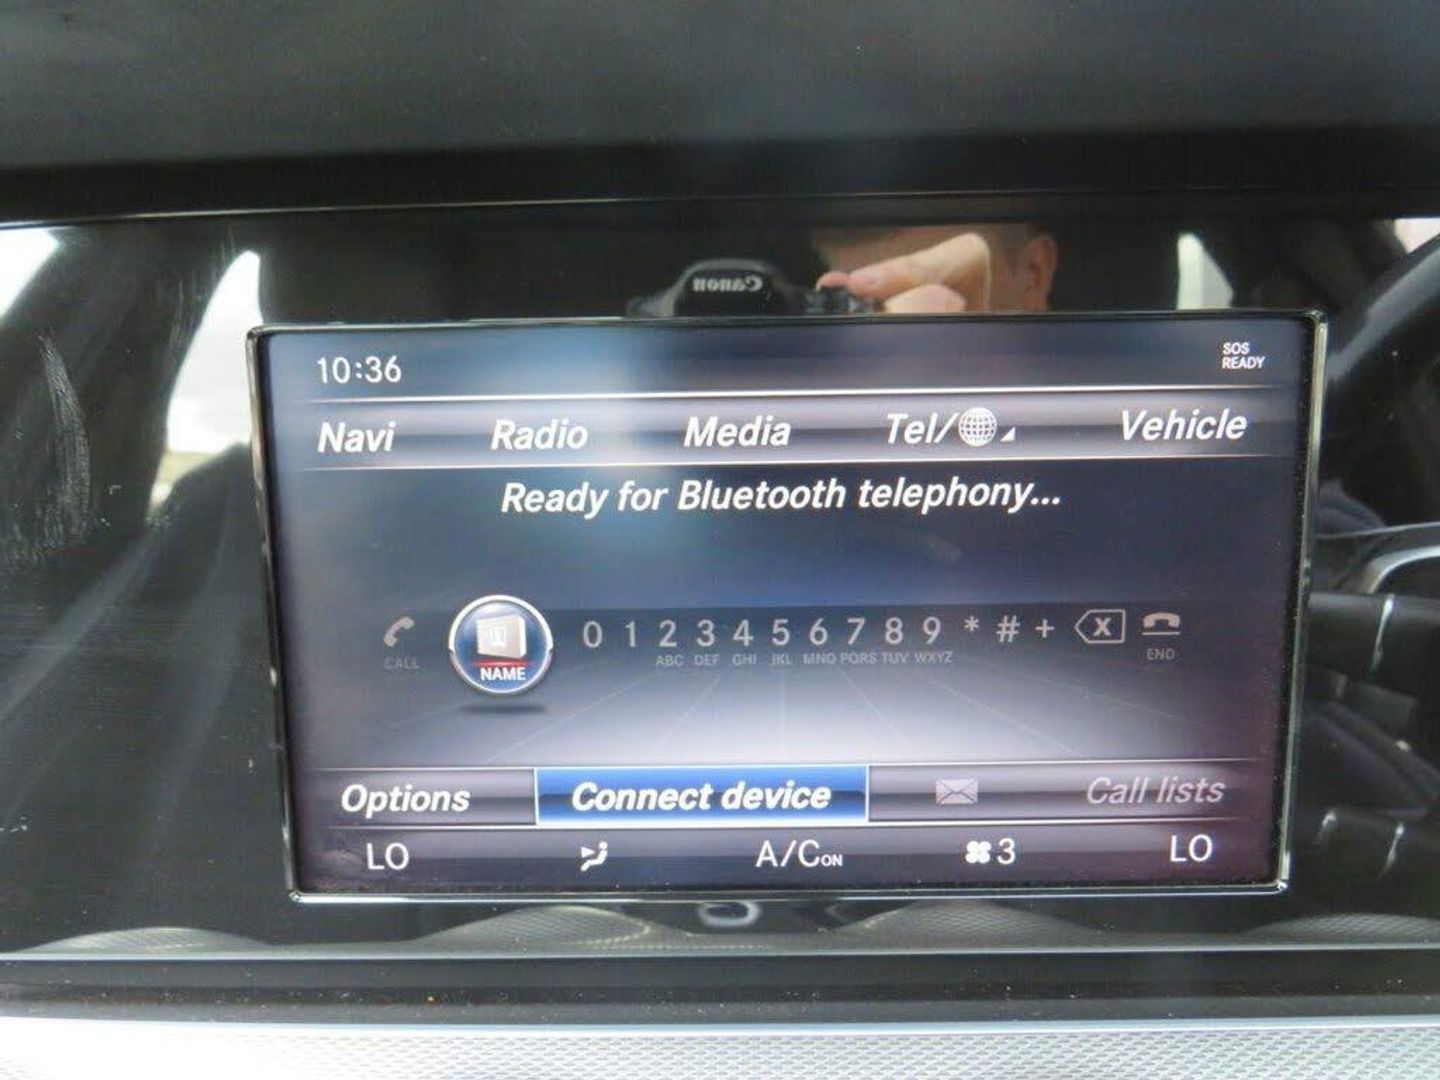 Canon
10:36
SOS
READY
Navi Radio Media Tel/ Vehicle
Ready for Bluetooth telephony...
CALL NAME 0 1 2 3 4 5 6 7 8 9 * # + X END
ABC DEF GHI JKL MNO PQRS TUV WXYZ
Options Connect device Call lists
LO A/C ON 3 LO